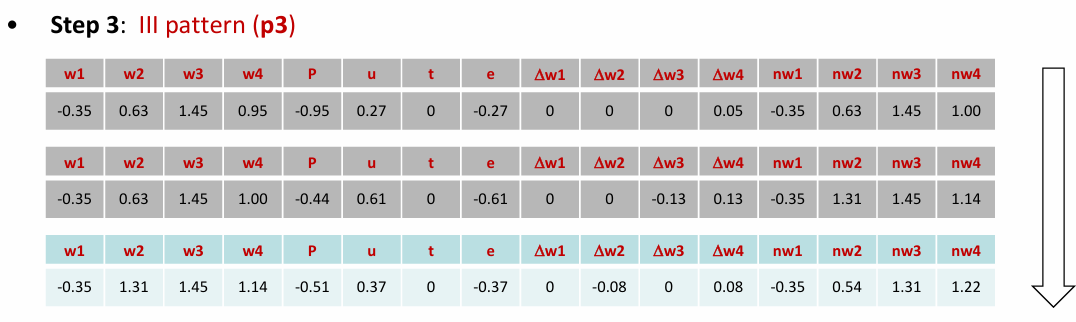 • Step 3: III pattern (p3)
w1 w2 w3 w4 P u t e Δw1 Δw2 Δw3 Δw4 nw1 nw2 nw3 nw4
-0.35 0.63 1.45 0.95 -0.95 0.27 0 -0.27 0 0 0 0.05 -0.35 0.63 1.45 1.00
w1 w2 w3 w4 P u t e Δw1 Δw2 Δw3 Δw4 nw1 nw2 nw3 nw4
-0.35 0.63 1.45 1.00 -0.44 0.61 0 -0.61 0 0 -0.13 0.13 -0.35 1.31 1.45 1.14
w1 w2 w3 w4 P u t e Δw1 Δw2 Δw3 Δw4 nw1 nw2 nw3 nw4
-0.35 1.31 1.45 1.14 -0.51 0.37 0 -0.37 0 -0.08 0 0.08 -0.35 0.54 1.31 1.22